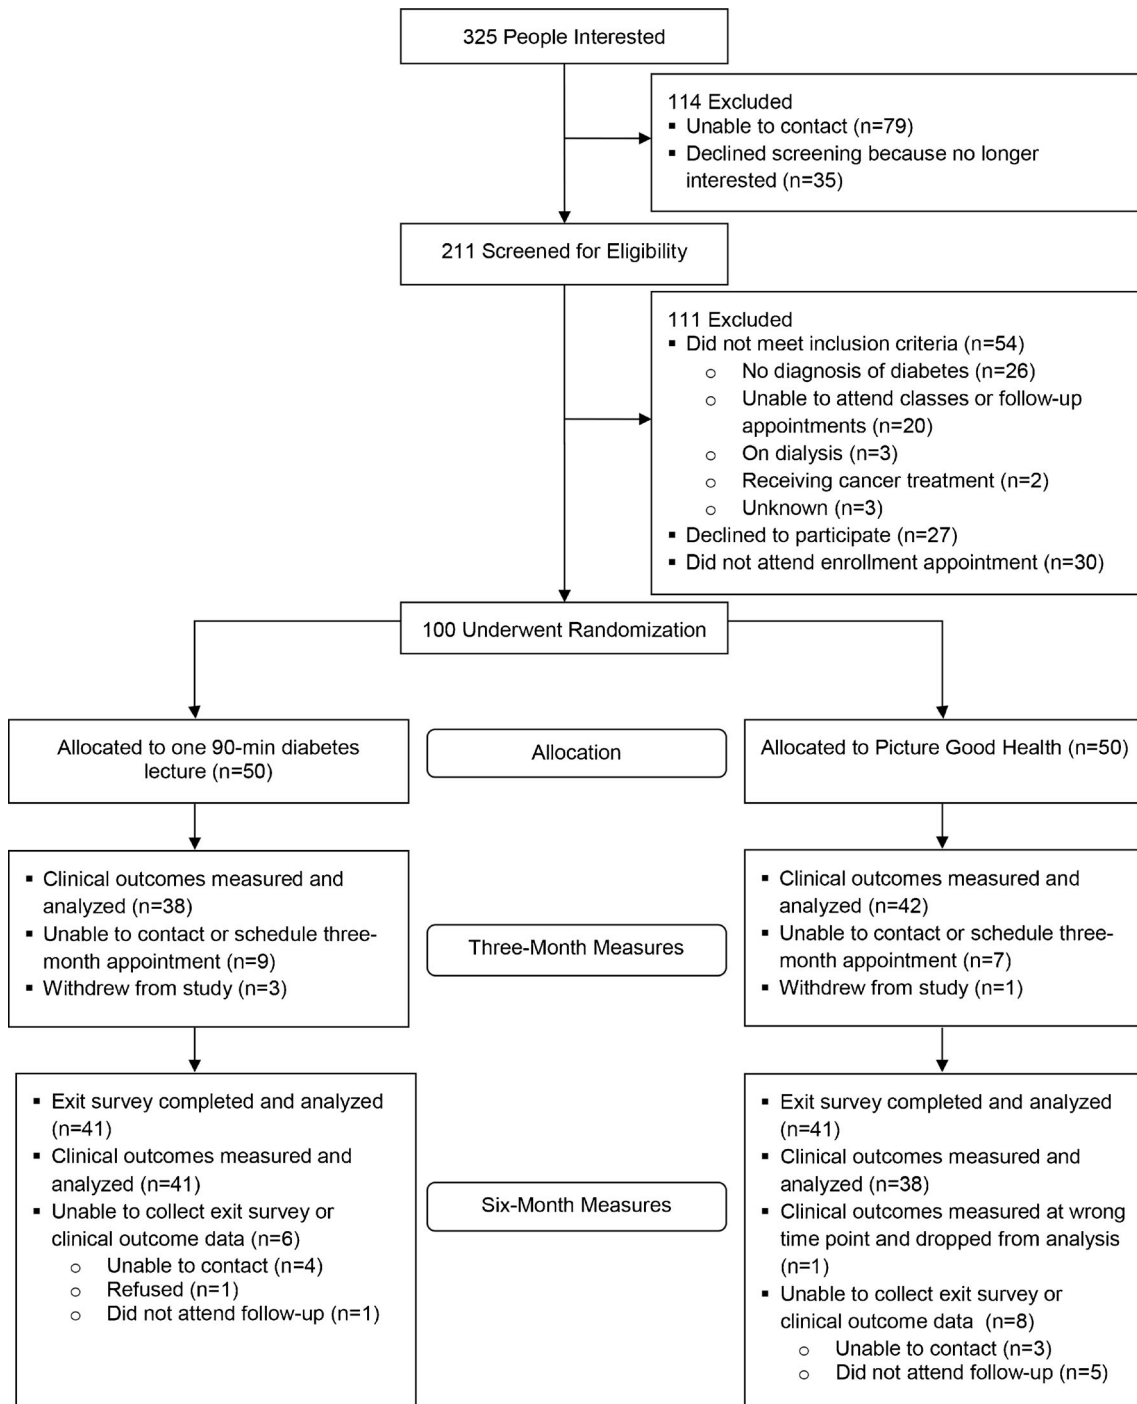 325 People Interested
114 Excluded
▪ Unable to contact (n=79)
▪ Declined screening because no longer
interested (n=35)
211 Screened for Eligibility
111 Excluded
▪ Did not meet inclusion criteria (n=54)
o No diagnosis of diabetes (n=26)
o Unable to attend classes or follow-up
appointments (n=20)
o On dialysis (n=3)
o Receiving cancer treatment (n=2)
o Unknown (n=3)
▪ Declined to participate (n=27)
▪ Did not attend enrollment appointment (n=30)
100 Underwent Randomization
Allocated to one 90-min diabetes
lecture (n=50)
Allocation
Allocated to Picture Good Health (n=50)
▪ Clinical outcomes measured and
analyzed (n=38)
▪ Unable to contact or schedule three-
month appointment (n=9)
▪ Withdrew from study (n=3)
Three-Month Measures
▪ Clinical outcomes measured and
analyzed (n=42)
▪ Unable to contact or schedule three-
month appointment (n=7)
▪ Withdrew from study (n=1)
▪ Exit survey completed and analyzed
(n=41)
▪ Clinical outcomes measured and
analyzed (n=41)
▪ Unable to collect exit survey or
clinical outcome data (n=6)
o Unable to contact (n=4)
o Refused (n=1)
o Did not attend follow-up (n=1)
Six-Month Measures
▪ Exit survey completed and analyzed
(n=41)
▪ Clinical outcomes measured and
analyzed (n=38)
▪ Clinical outcomes measured at wrong
time point and dropped from analysis
(n=1)
▪ Unable to collect exit survey or
clinical outcome data (n=8)
o Unable to contact (n=3)
o Did not attend follow-up (n=5)